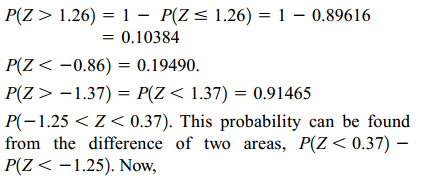 P(Z > 1.26) = 1 − P(Z ≤ 1.26) = 1 − 0.89616
= 0.10384
P(Z < −0.86) = 0.19490.
P(Z > −1.37) = P(Z < 1.37) = 0.91465
P(−1.25 < Z < 0.37). This probability can be found
from the difference of two areas, P(Z < 0.37) −
P(Z < −1.25). Now,